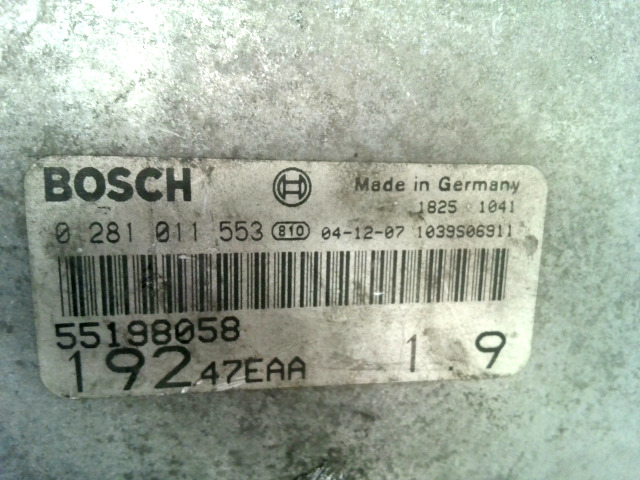 BOSCH Made in Germany
1825 1041
0 281 011 553 810 04-12-07 1039S06911
55198058
19247EAA 1.9